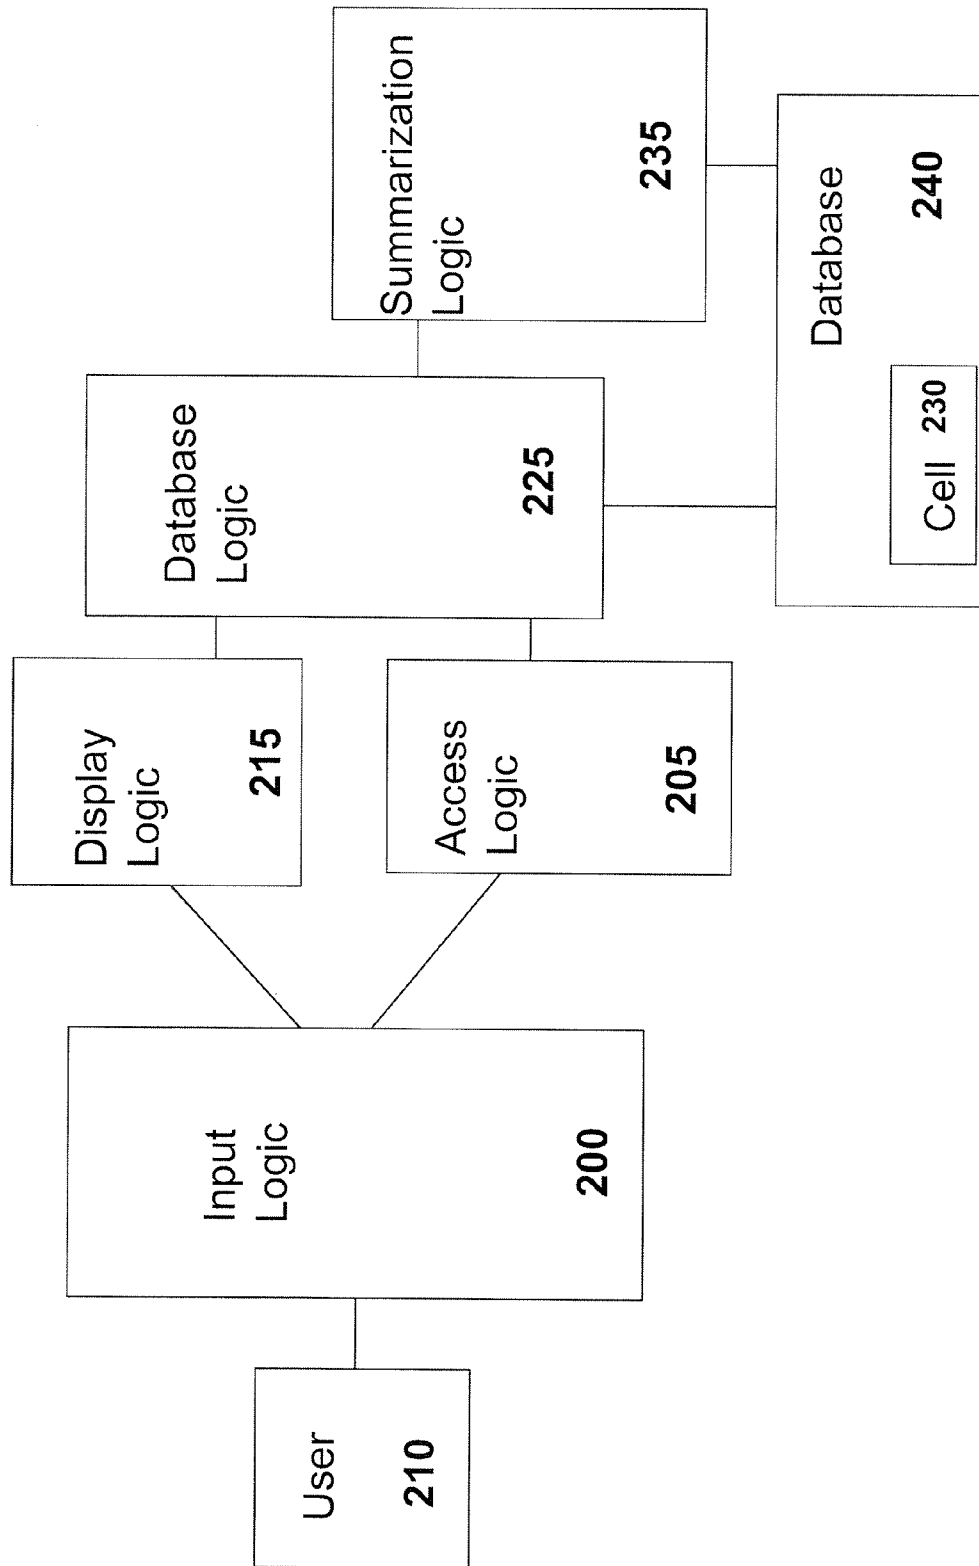 User
210
Input
Logic
200
Display
Logic
215
Access
Logic
205
Database
Logic
225
Summarization
Logic
235
Database
240
Cell 230